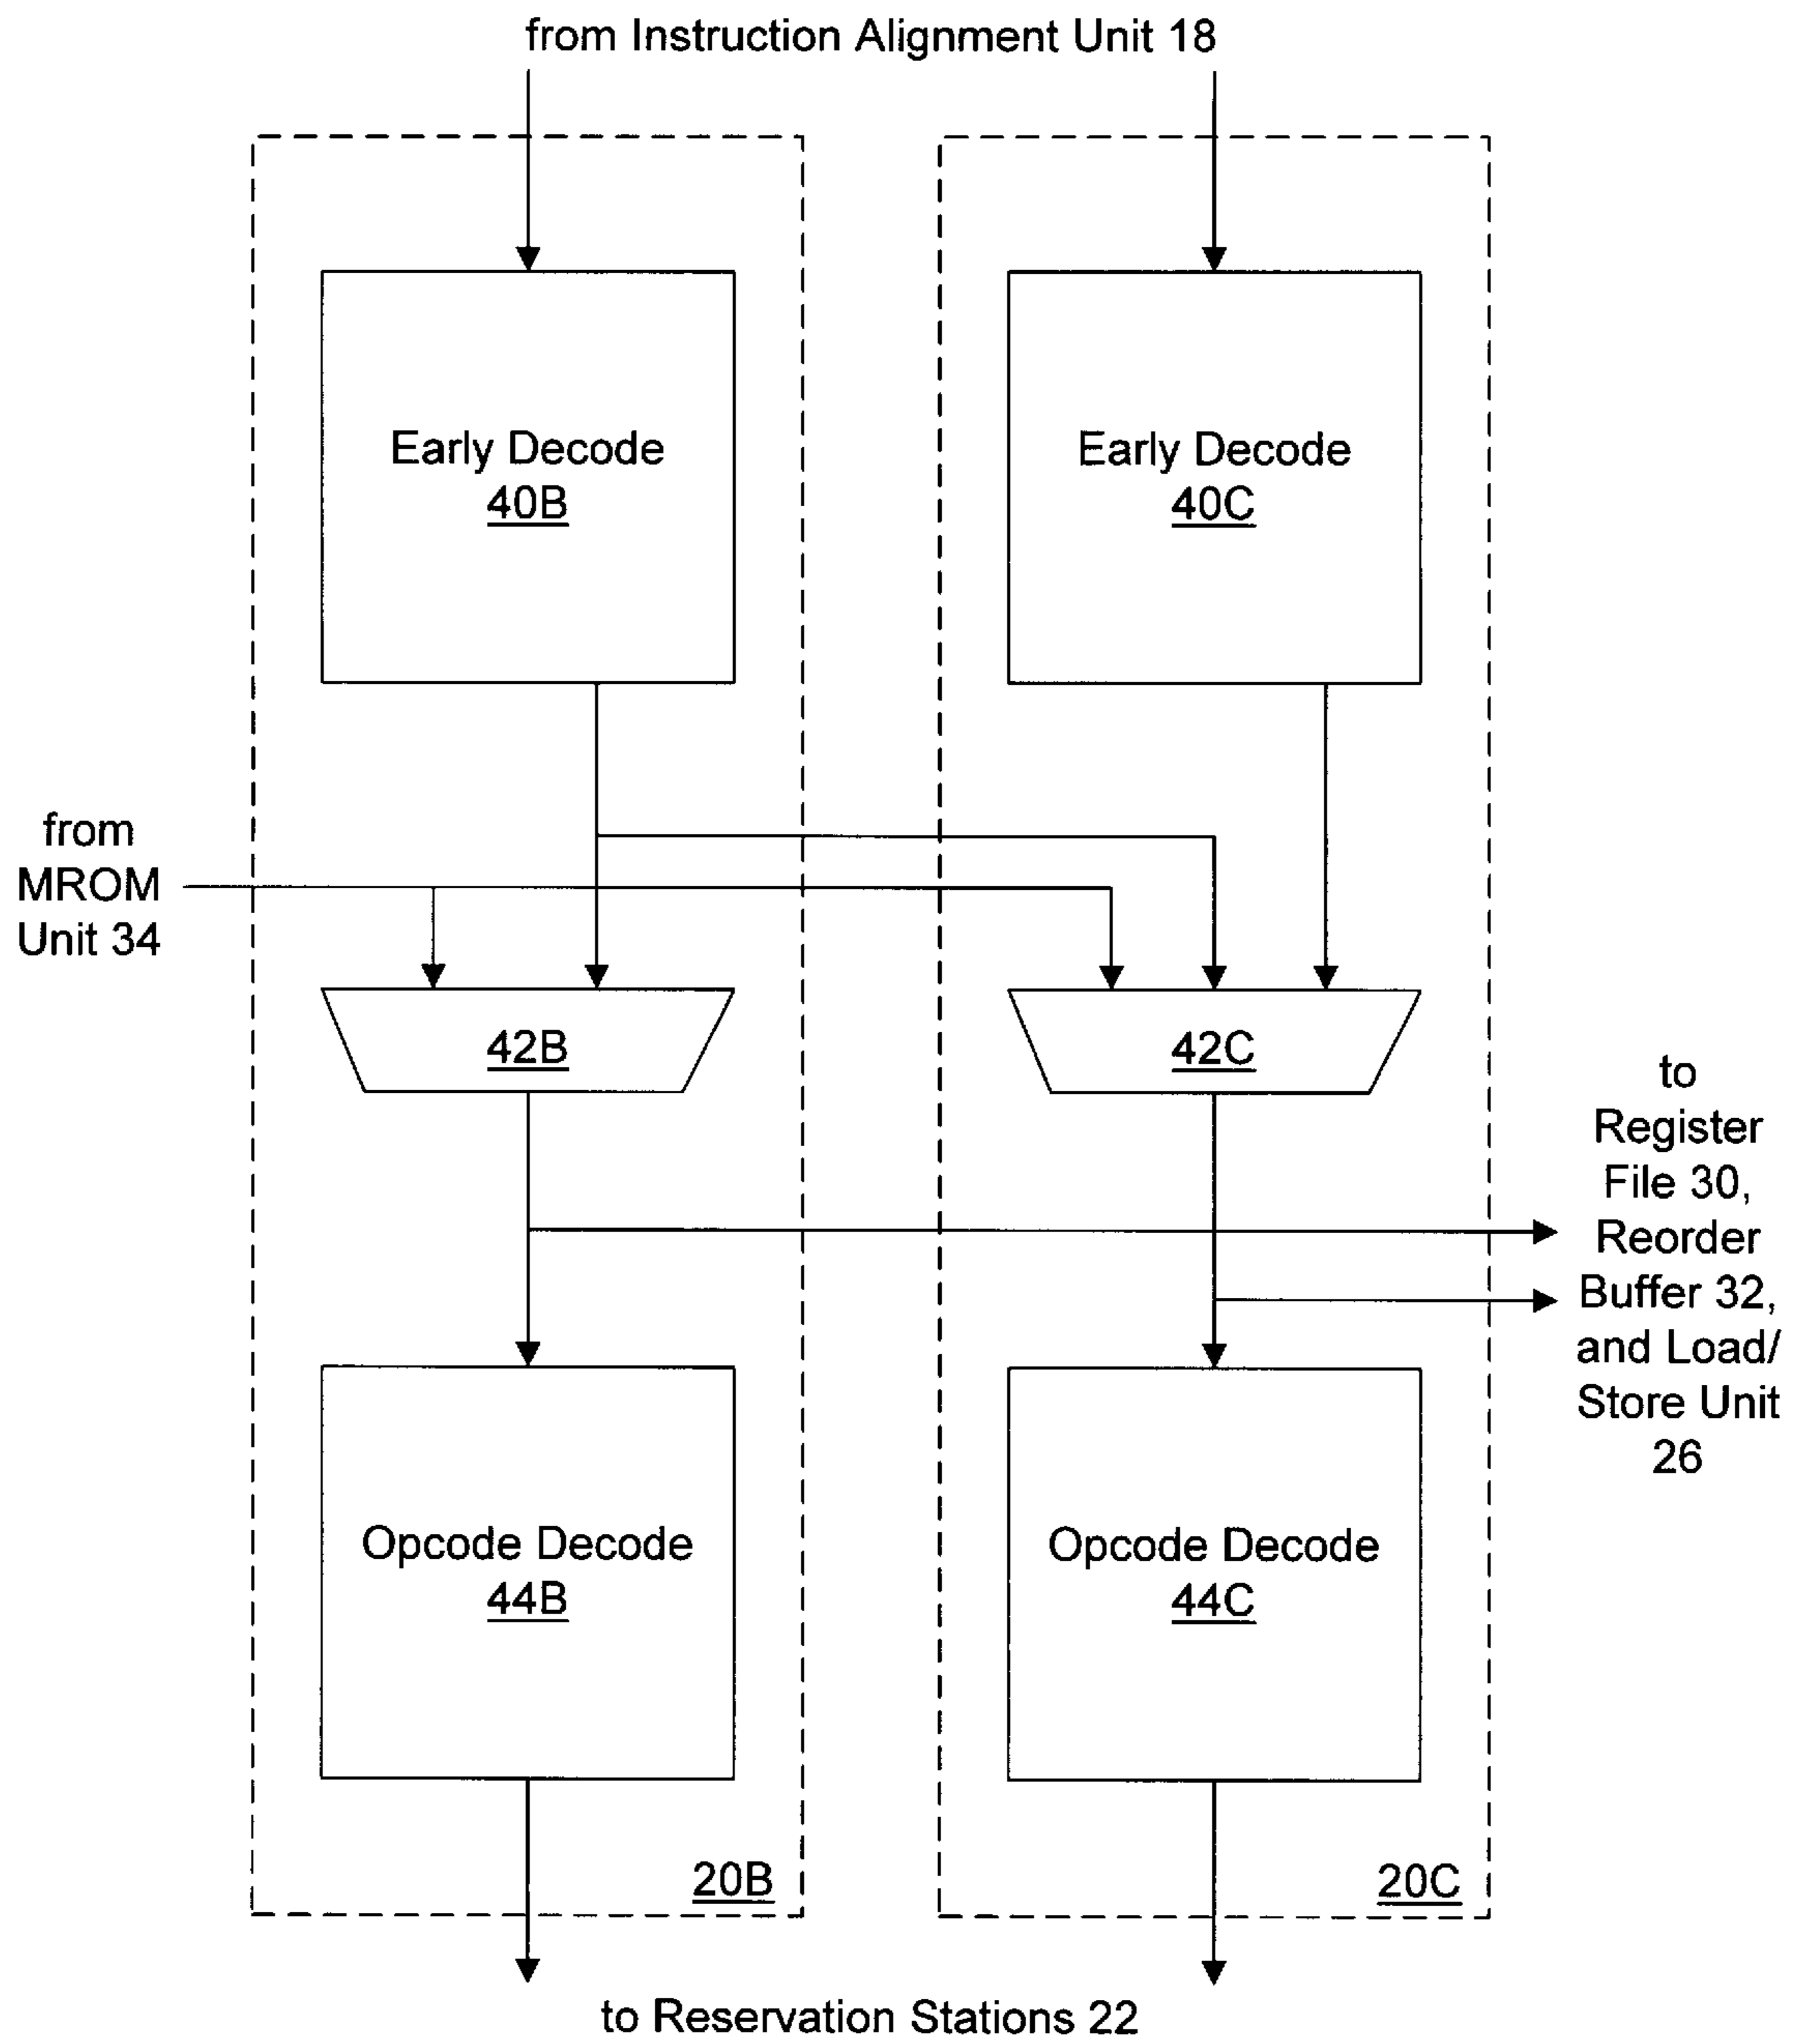 from Instruction Alignment Unit 18
Early Decode
40B
Early Decode
40C
from
MROM
Unit 34
42B
42C
to
Register
File 30,
Reorder
Buffer 32,
and Load/
Store Unit
26
Opcode Decode
44B
Opcode Decode
44C
20B
20C
to Reservation Stations 22